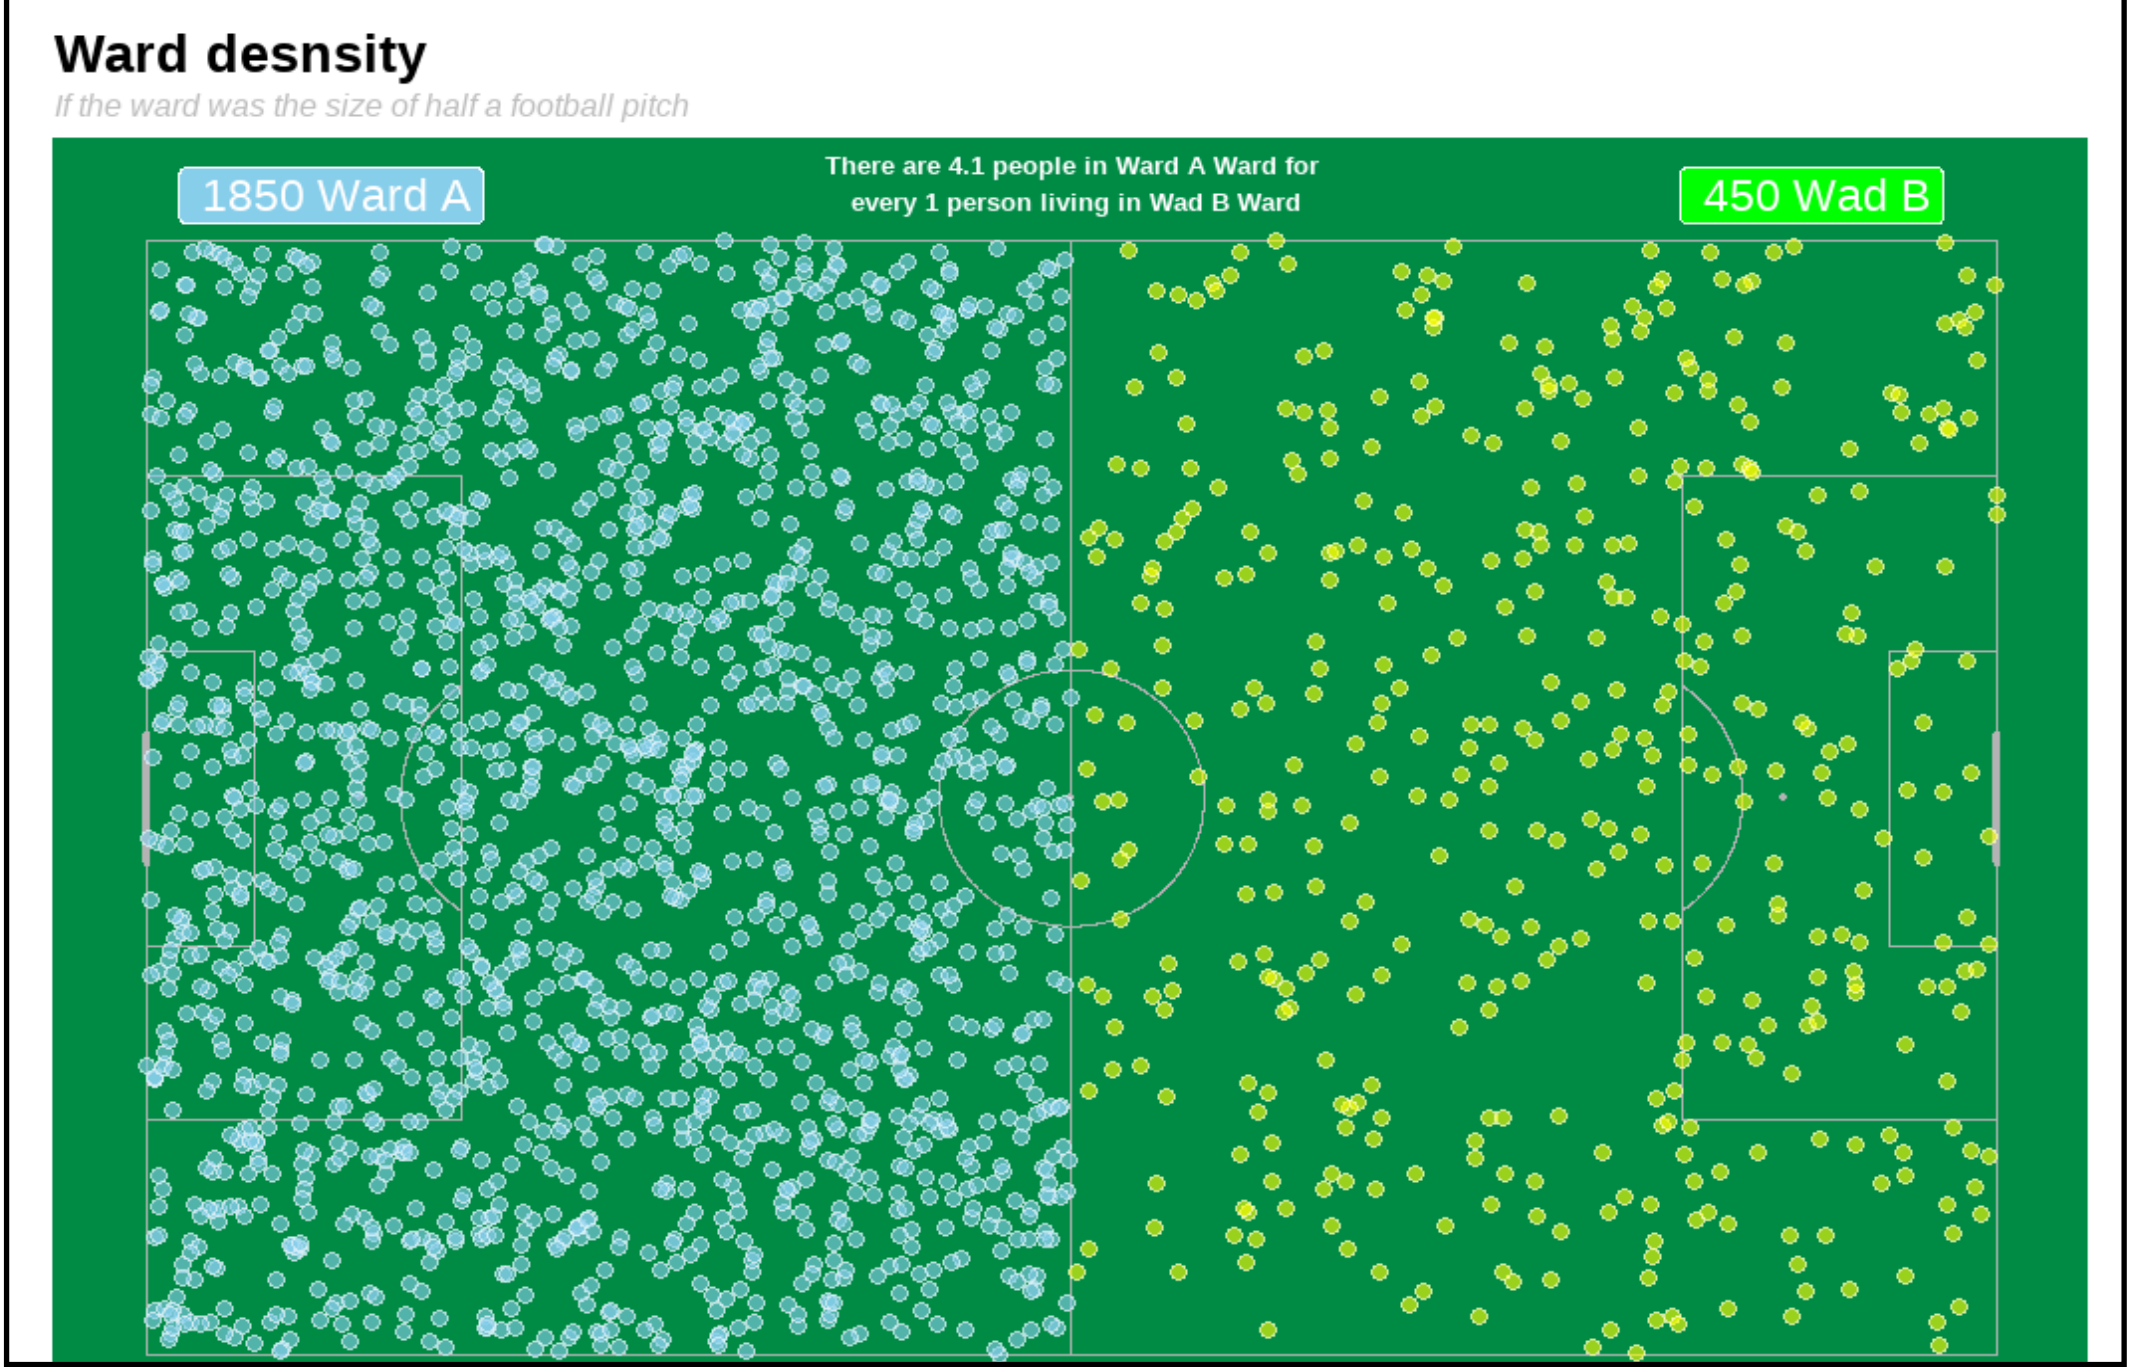 Ward desnsity
If the ward was the size of half a football pitch
1850 Ward A
There are 4.1 people in Ward A Ward for
every 1 person living in Wad B Ward
450 Wad B